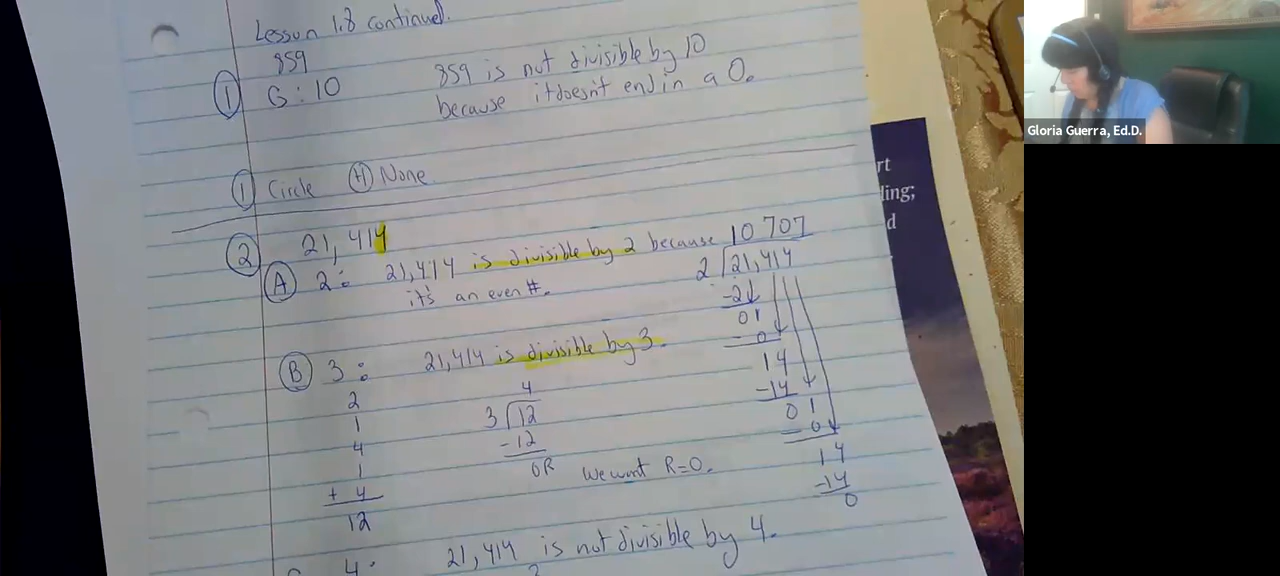 Lesson 1.8 continued.
859
① G : 10
859 is not divisible by 10
because it doesn't end in a 0.
① Circle Ⓗ None
② 21,414
Ⓐ 2: 21,414 is divisible by 2 because
it's an even #.
10 707
2 21,414
-2
01
- 0
14
-14
0 1
- 0
14
-14
0
Ⓑ 3: 21,414 is divisible by 3.
2
1
4
1
+ 4
12
4
3 12
-12
0R
We want R=0.
4: 21,414 is not divisible by 4.
rt
ling;
d
Gloria Guerra, Ed.D.